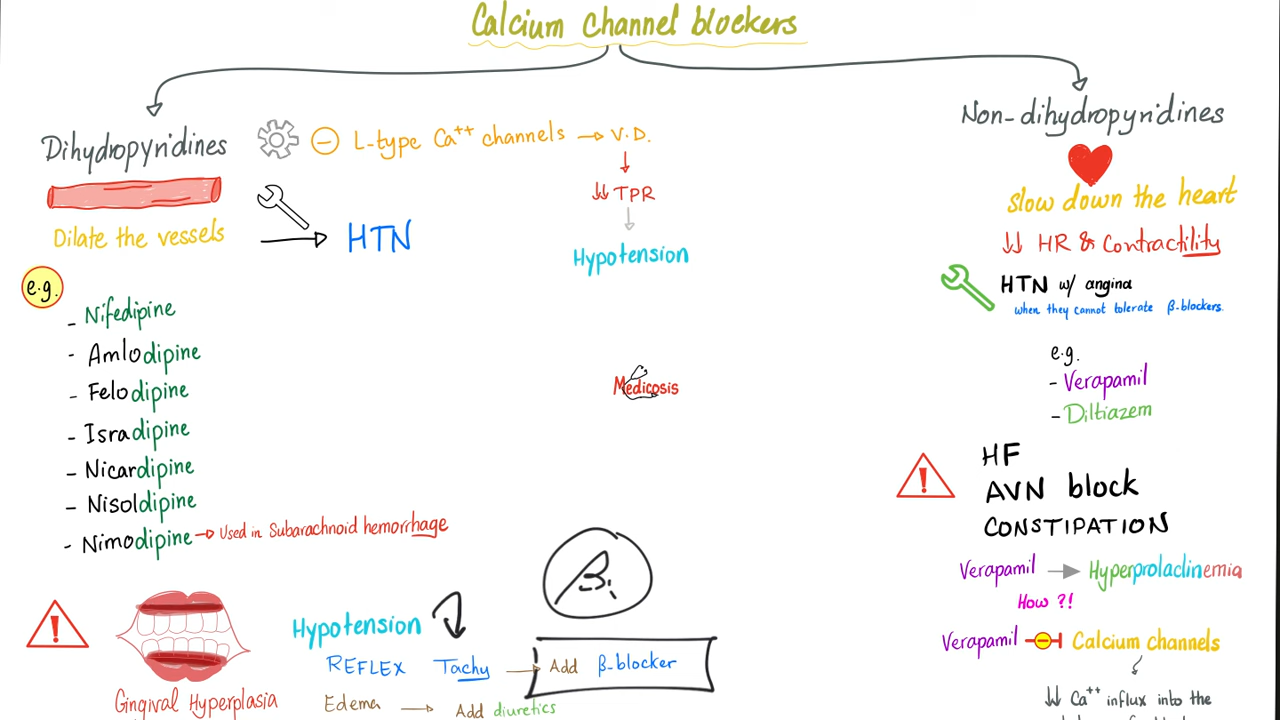 Calcium Channel blockers
Dihydropyridines
⊖ L-type Ca++ channels → V.D.
↓↓ TPR
Hypotension
Dilate the vessels
HTN
e.g.
- Nifedipine
- Amlodipine
- Felodipine
- Isradipine
- Nicardipine
- Nisoldipine
- Nimodipine → Used in Subarachnoid hemorrhage
Gingival Hyperplasia
Hypotension
REFLEX Tachy → Add β-blocker
Edema → Add diuretics
β1
Medicosis
Non-dihydropyridines
Slow down the heart
↓↓ HR & Contractility
HTN w/ angina
when they cannot tolerate β-blockers.
e.g.
- Verapamil
- Diltiazem
HF
AVN block
CONSTIPATION
Verapamil → Hyperprolactinemia
How ?!
Verapamil Calcium channels
↓↓ Ca++ influx into the